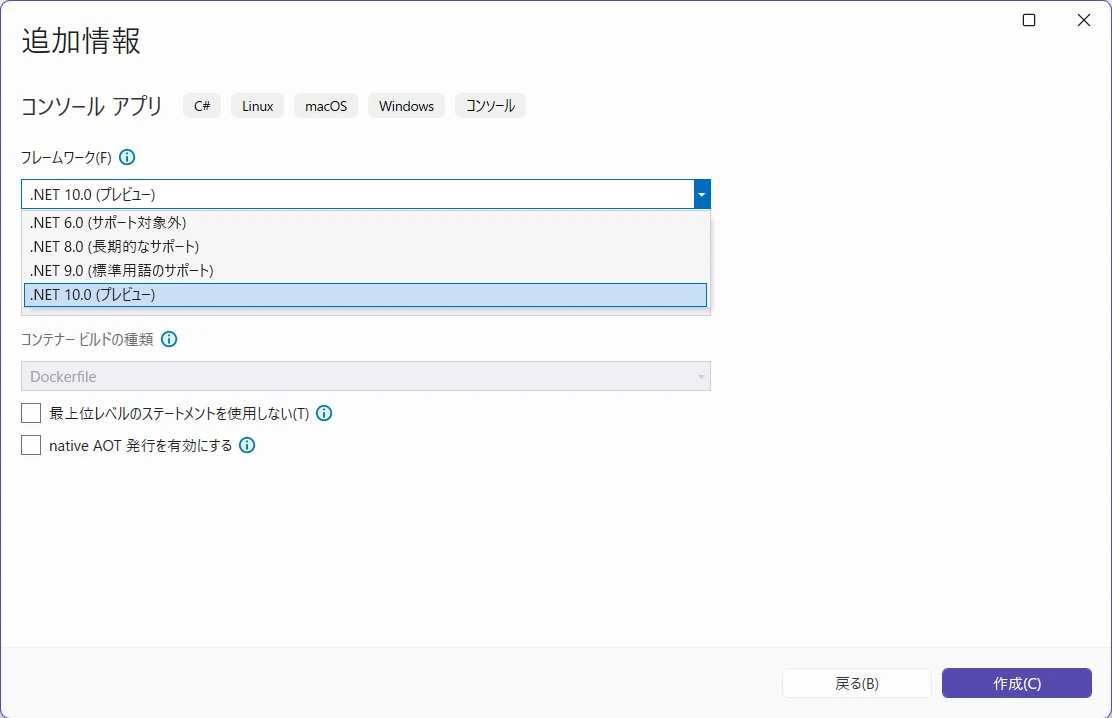 追加情報
コンソール アプリ C# Linux macOS Windows コンソール
フレームワーク(F)
.NET 10.0 (プレビュー)
.NET 6.0 (サポート対象外)
.NET 8.0 (長期的なサポート)
.NET 9.0 (標準用語のサポート)
.NET 10.0 (プレビュー)
コンテナー ビルドの種類
Dockerfile
最上位レベルのステートメントを使用しない(T)
native AOT 発行を有効にする
戻る(B) 作成(C)